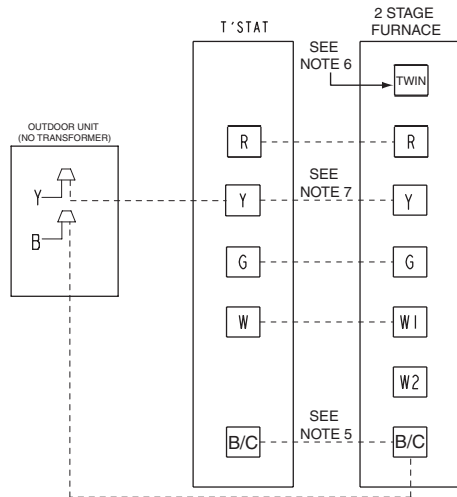 T'STAT
2 STAGE
FURNACE
SEE
NOTE 6
TWIN
OUTDOOR UNIT
(NO TRANSFORMER)
R
R
SEE
NOTE 7
Y
Y
Y
B
G
G
W
W1
W2
SEE
NOTE 5
B/C
B/C